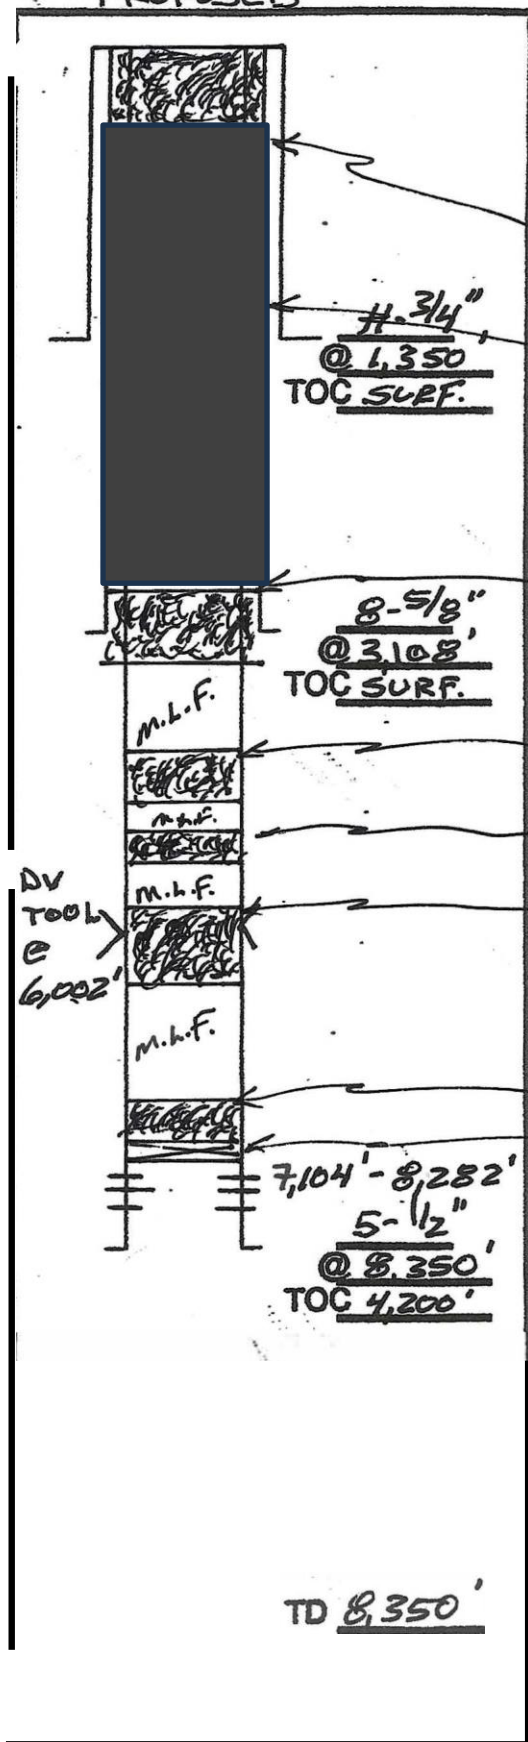 PROPOSED
11-3/4"
@ 1,350'
TOC SURF.
8-5/8"
@ 3,108'
TOC SURF.
M.L.F.
M.L.F.
M.L.F.
DV
TOOL
@
6,002'
M.L.F.
7,104'-8,282'
5-1/2"
@ 8,350'
TOC 4,200'
TD 8,350'